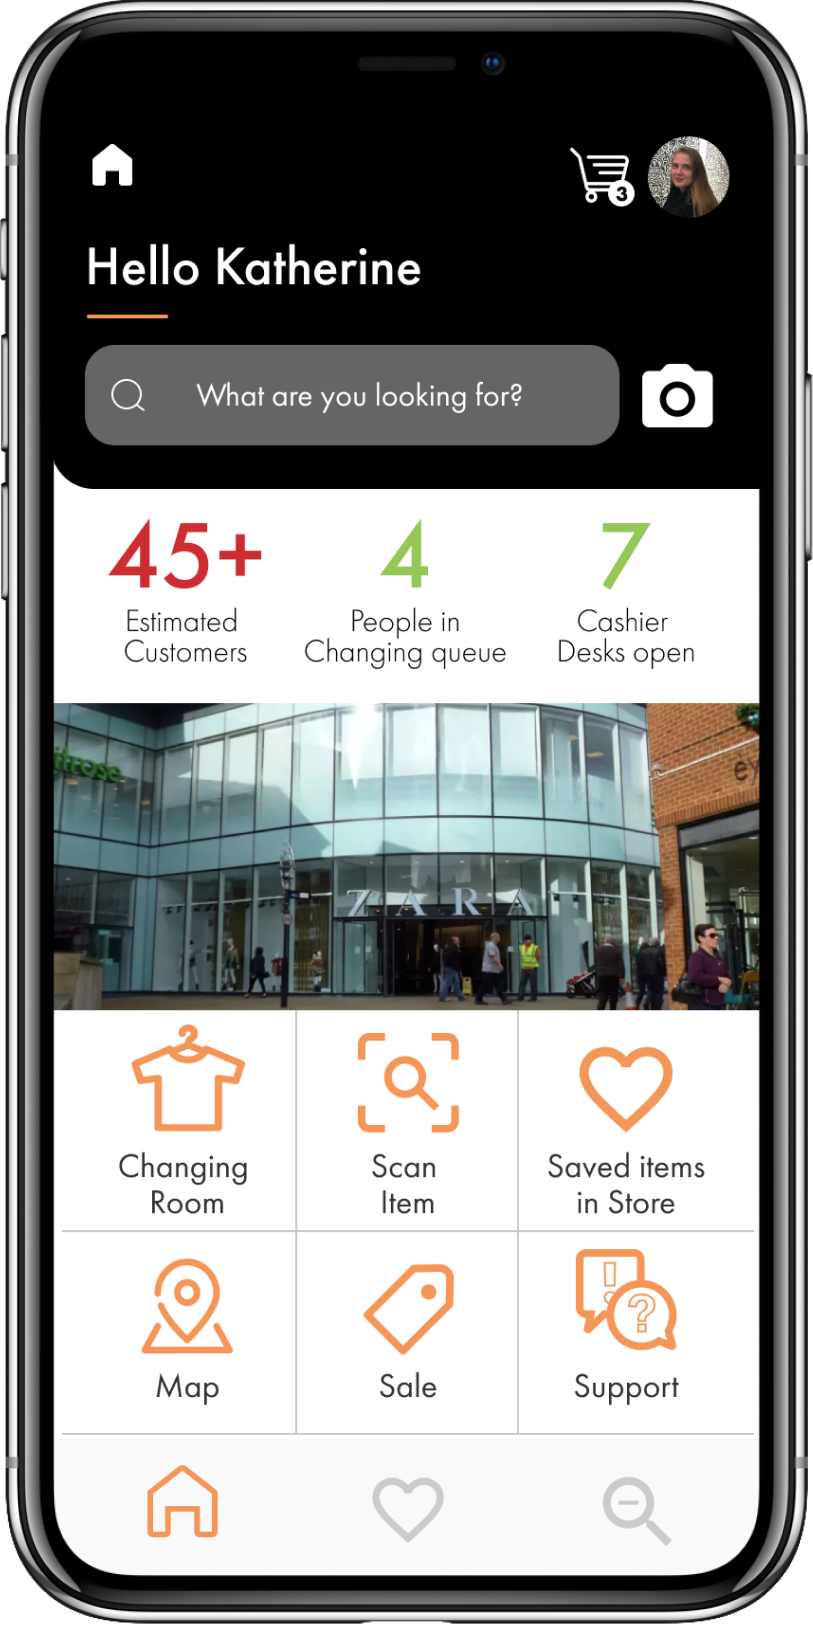 3
Hello Katherine
What are you looking for?
45+
Estimated
Customers
4
People in
Changing queue
7
Cashier
Desks open
itrose
ey
ZARA
Changing
Room
Scan
Item
Saved items
in Store
Map
Sale
!
?
Support